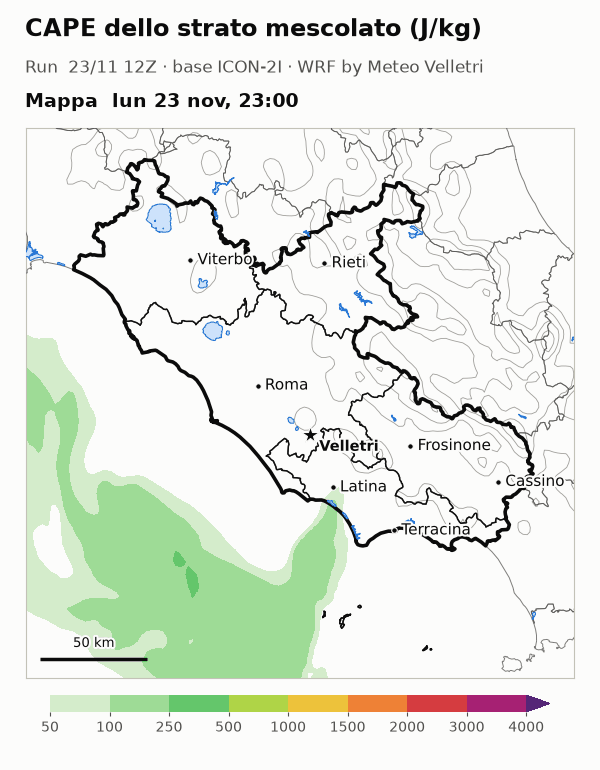 CAPE dello strato mescolato (J/kg)
Run  23/11 12Z · base ICON-2I · WRF by Meteo Velletri
Mappa  lun 23 nov, 23:00
Viterbo
Rieti
Roma
Velletri
Frosinone
Latina
Cassino
Terracina
50 km
50 100 250 500 1000 1500 2000 3000 4000